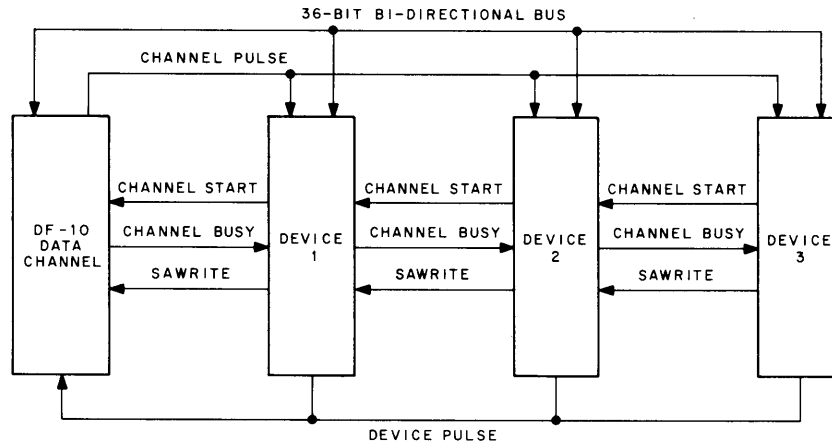 36-BIT BI-DIRECTIONAL BUS
CHANNEL PULSE
DF-10
DATA
CHANNEL
CHANNEL START
CHANNEL BUSY
SAWRITE
DEVICE
1
CHANNEL START
CHANNEL BUSY
SAWRITE
DEVICE
2
CHANNEL START
CHANNEL BUSY
SAWRITE
DEVICE
3
DEVICE PULSE